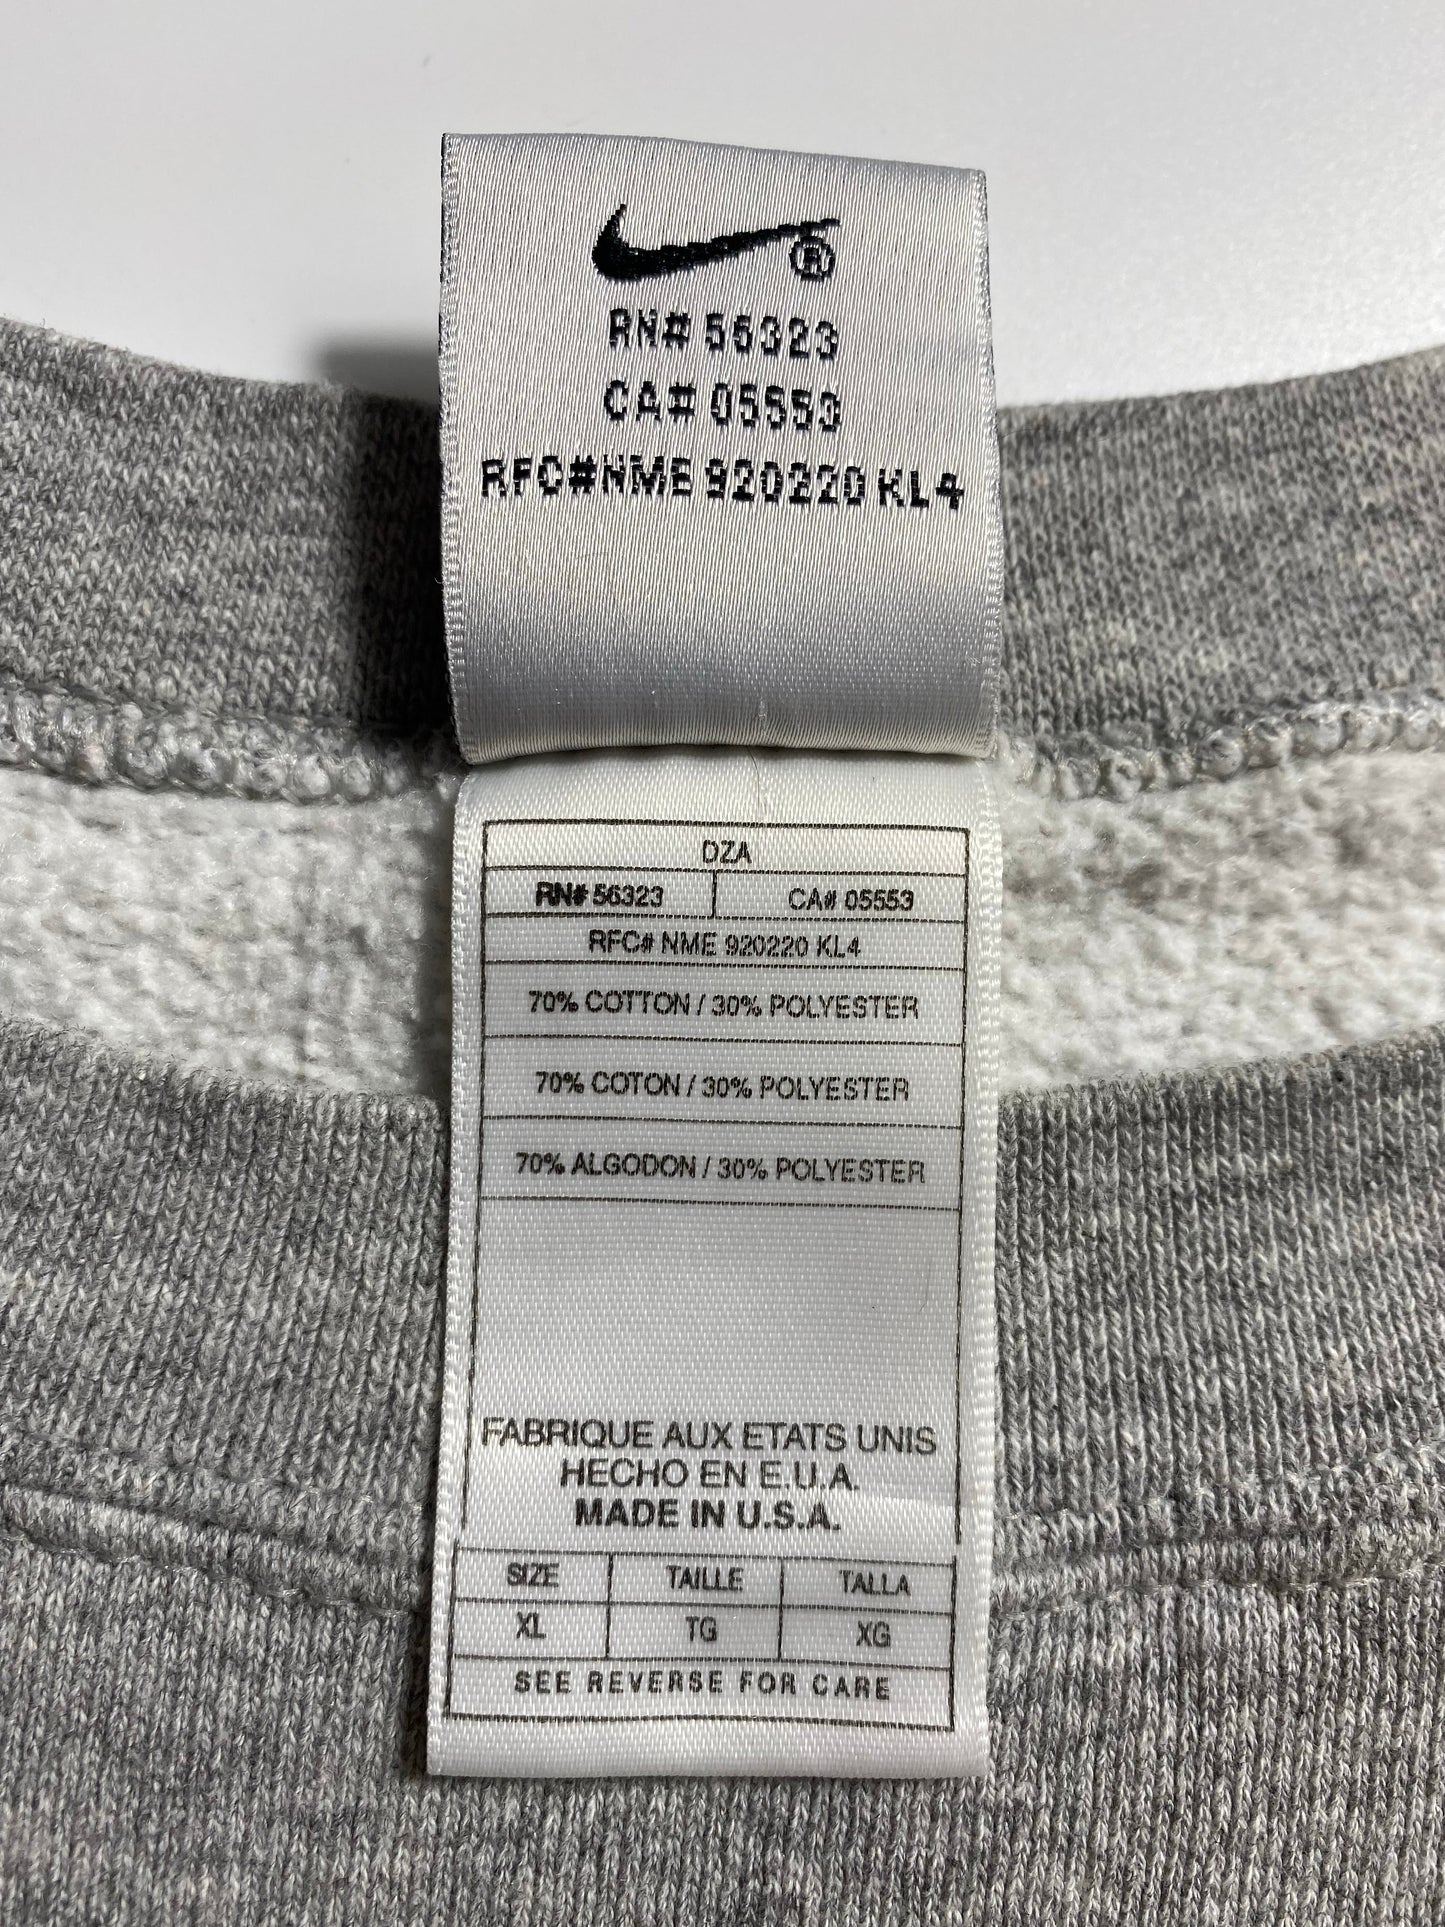 ®
RN# 56323
CA# 05553
RFC#NME 920220 KL4
DZA
RN# 56323 CA# 05553
RFC# NME 920220 KL4
70% COTTON / 30% POLYESTER
70% COTON / 30% POLYESTER
70% ALGODON / 30% POLYESTER
FABRIQUE AUX ETATS UNIS
HECHO EN E.U.A.
MADE IN U.S.A.
SIZE TAILLE TALLA
XL TG XG
SEE REVERSE FOR CARE